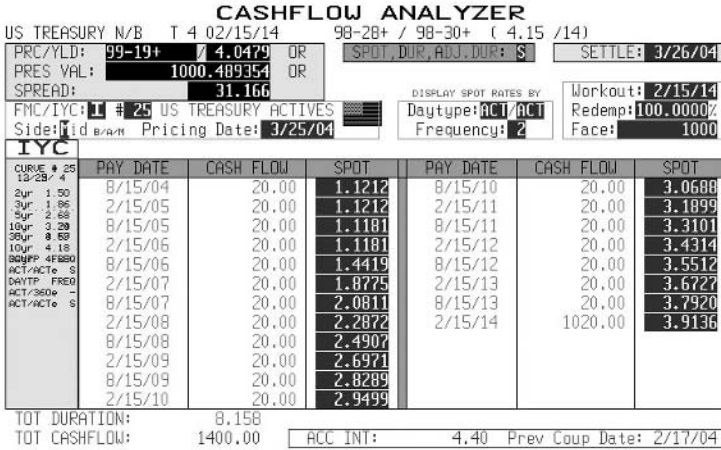 CASHFLOW ANALYZER
US TREASURY N/B T 4 02/15/14 98-28+ / 98-30+ ( 4.15 /14)
PRC/YLD: 99-19+ / 4.0479 OR SPOT,DUR,ADJ.DUR: S SETTLE: 3/26/04
PRES VAL: 1000.489354 OR
SPREAD: 31.166 DISPLAY SPOT RATES BY Workout: 2/15/14
FMC/IYC: I # 25 US TREASURY ACTIVES Daytype: ACT/ACT Redemp: 100.0000%
Side: Mid B/A/M Pricing Date: 3/25/04 Frequency: 2 Face: 1000
IYC
CURVE # 25
2yr 1.50
3yr 1.86
5yr 2.68
ACT/ACTe S
DAYTP FREQ
ACT/360e -
ACT/ACTe S
PAY DATE CASH FLOW SPOT PAY DATE CASH FLOW SPOT
8/15/04 20.00 1.1212 8/15/10 20.00 3.0688
2/15/05 20.00 1.1212 2/15/11 20.00 3.1899
8/15/05 20.00 1.1181 8/15/11 20.00 3.3101
2/15/06 20.00 1.1181 2/15/12 20.00 3.4314
8/15/06 20.00 1.4419 8/15/12 20.00 3.5512
2/15/07 20.00 1.8775 2/15/13 20.00 3.6727
8/15/07 20.00 2.0811 8/15/13 20.00 3.7920
2/15/08 20.00 2.2872 2/15/14 1020.00 3.9136
8/15/08 20.00 2.4907
2/15/09 20.00 2.6971
8/15/09 20.00 2.8289
2/15/10 20.00 2.9499
TOT DURATION: 8.158
TOT CASHFLOW: 1400.00 ACC INT: 4.40 Prev Coup Date: 2/17/04